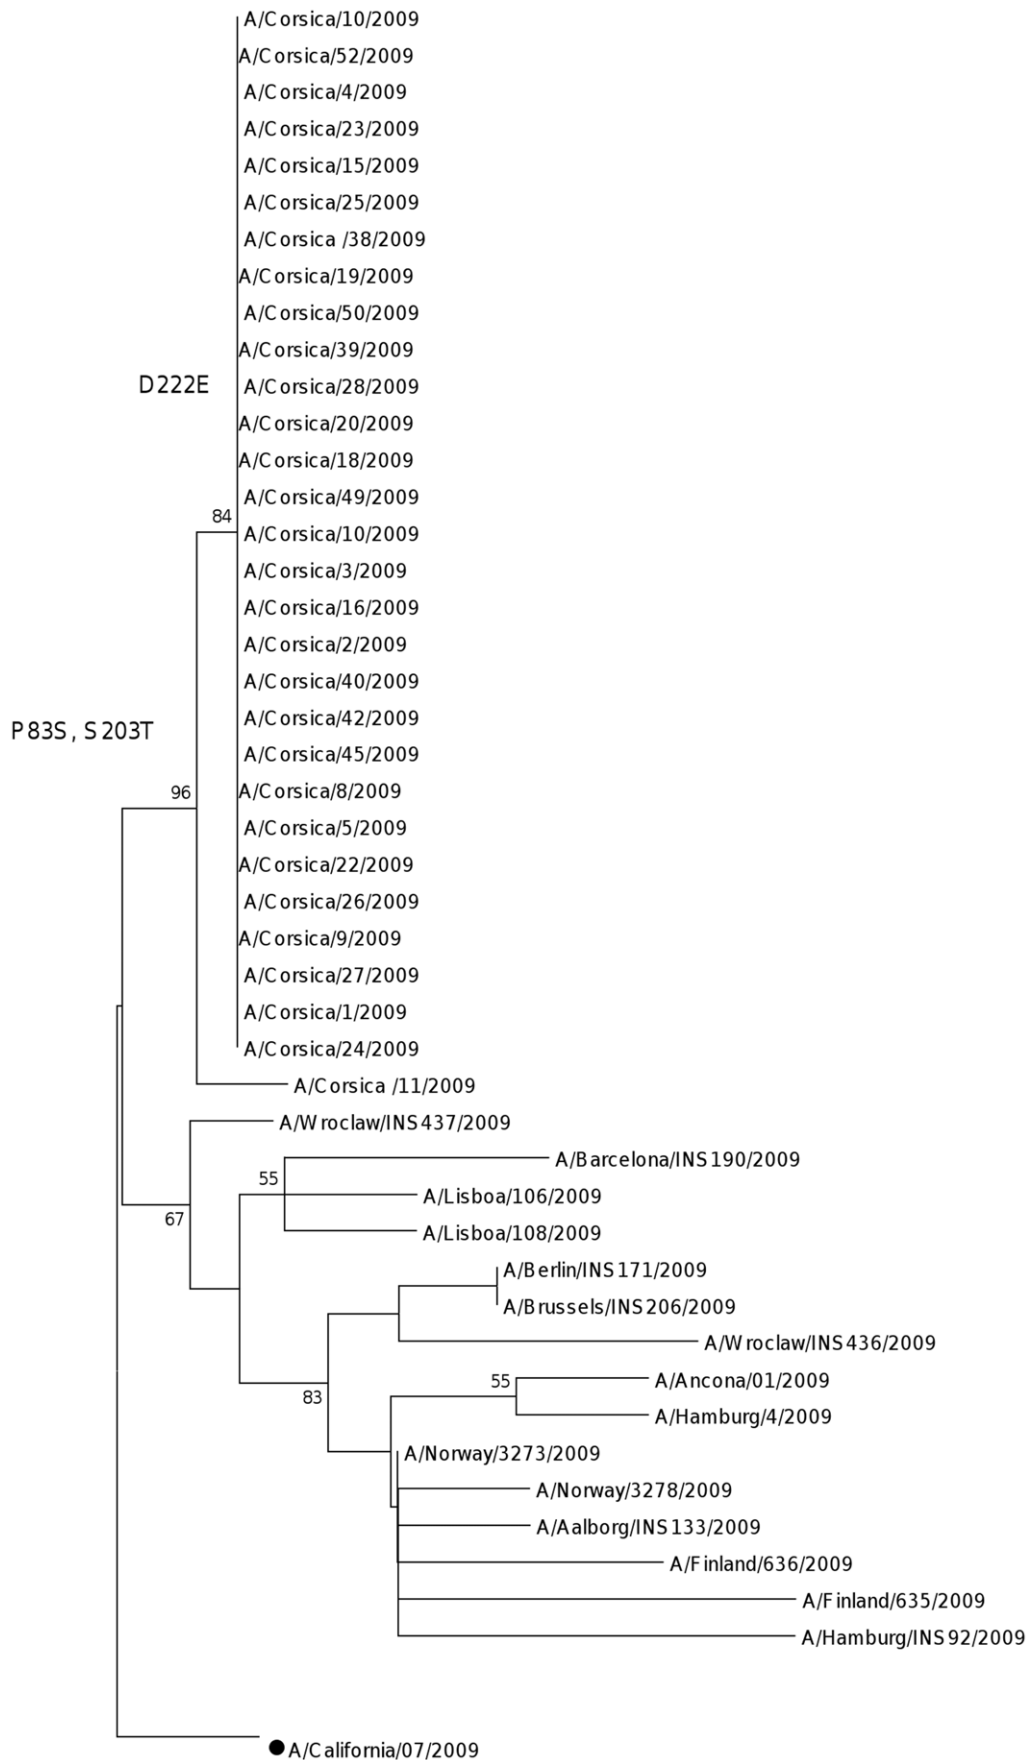 A/Corsica/10/2009
A/Corsica/52/2009
A/Corsica/4/2009
A/Corsica/23/2009
A/Corsica/15/2009
A/Corsica/25/2009
A/Corsica /38/2009
A/Corsica/19/2009
A/Corsica/50/2009
A/Corsica/39/2009
D222E
A/Corsica/28/2009
A/Corsica/20/2009
A/Corsica/18/2009
A/Corsica/49/2009
84
A/Corsica/10/2009
A/Corsica/3/2009
A/Corsica/16/2009
A/Corsica/2/2009
A/Corsica/40/2009
A/Corsica/42/2009
P83S, S203T
A/Corsica/45/2009
96
A/Corsica/8/2009
A/Corsica/5/2009
A/Corsica/22/2009
A/Corsica/26/2009
A/Corsica/9/2009
A/Corsica/27/2009
A/Corsica/1/2009
A/Corsica/24/2009
A/Corsica /11/2009
A/Wroclaw/INS437/2009
A/Barcelona/INS190/2009
55
A/Lisboa/106/2009
67
A/Lisboa/108/2009
A/Berlin/INS171/2009
A/Brussels/INS206/2009
A/Wroclaw/INS436/2009
55
A/Ancona/01/2009
83
A/Hamburg/4/2009
A/Norway/3273/2009
A/Norway/3278/2009
A/Aalborg/INS133/2009
A/Finland/636/2009
A/Finland/635/2009
A/Hamburg/INS92/2009
A/California/07/2009